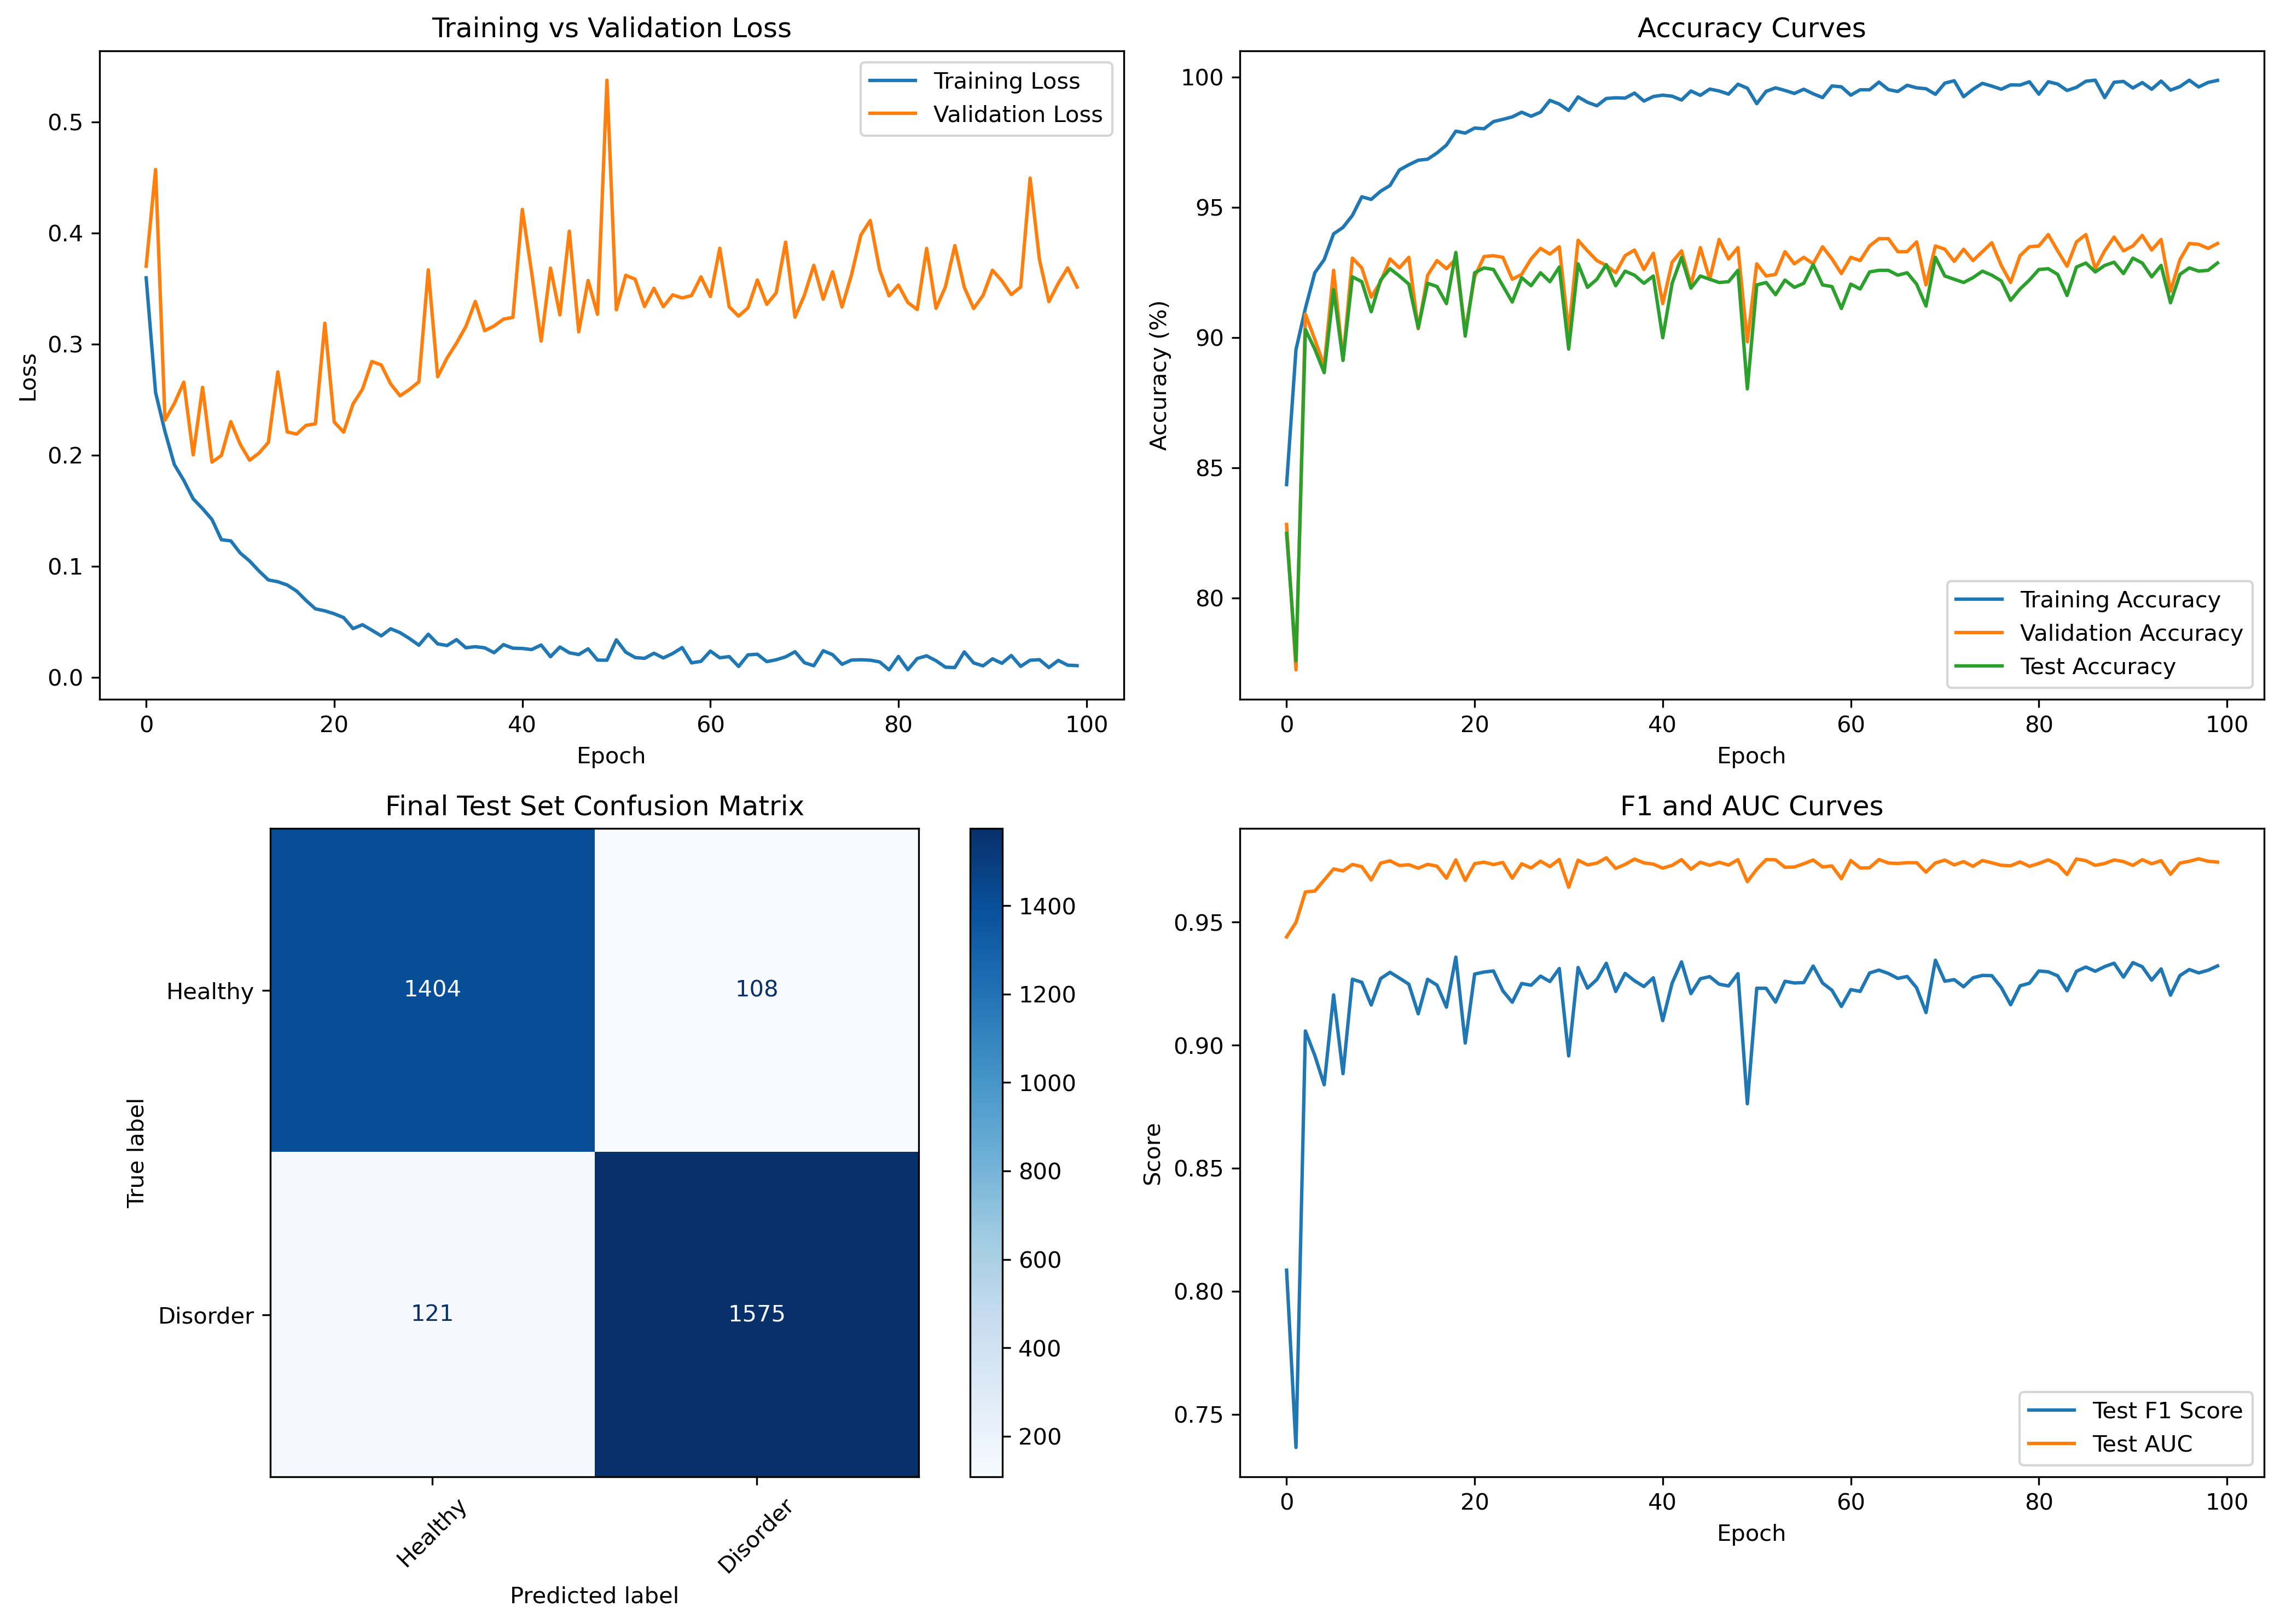 Training vs Validation Loss
Training Loss
Validation Loss
0.5
0.4
0.3
0.2
0.1
0.0
Loss
0
20
40
60
80
100
Epoch
Accuracy Curves
100
95
90
85
80
Accuracy (%)
Training Accuracy
Validation Accuracy
Test Accuracy
0
20
40
60
80
100
Epoch
Final Test Set Confusion Matrix
Healthy
1404
108
Disorder
121
1575
True label
Healthy
Disorder
Predicted label
1400
1200
1000
800
600
400
200
F1 and AUC Curves
0.95
0.90
0.85
0.80
0.75
Score
Test F1 Score
Test AUC
0
20
40
60
80
100
Epoch